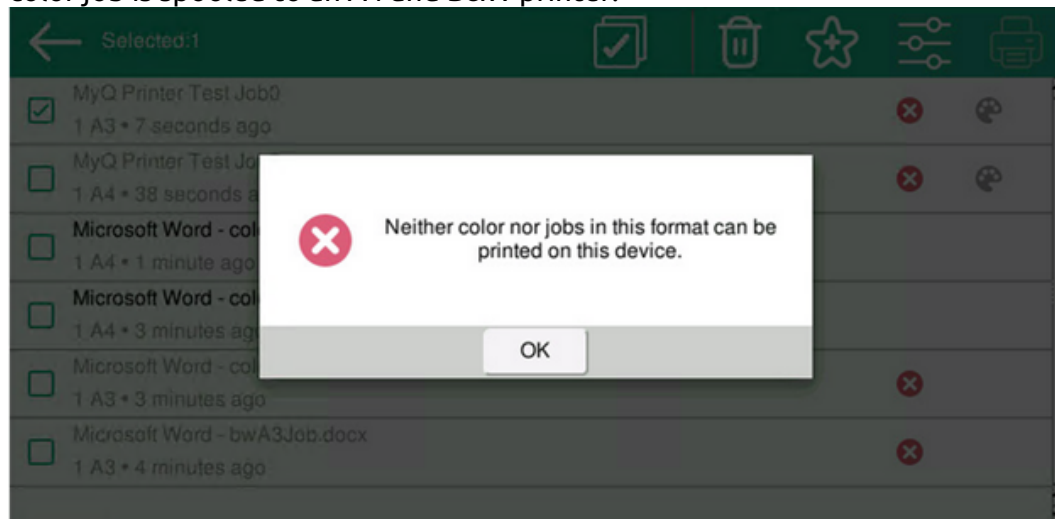 color job is spooled to an A4 and B&W printer.
Selected:1
MyQ Printer Test Job0
1 A3 • 7 seconds ago
MyQ Printer Test Jo
1 A4 • 38 seconds a
Microsoft Word - col
1 A4 • 1 minute ago
Microsoft Word - col
1 A4 • 3 minutes ag
Microsoft Word - col
1 A3 • 3 minutes ago
Microsoft Word - bwA3Job.docx
1 A3 • 4 minutes ago
Neither color nor jobs in this format can be
printed on this device.
OK